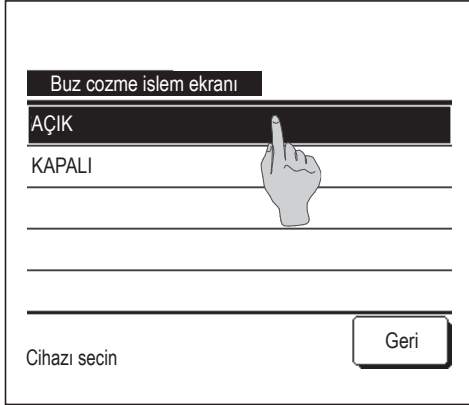 Buz cozme islem ekranı
AÇIK
KAPALI
Geri
Cihazı secin